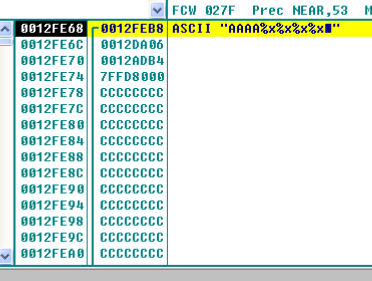 FCW 027F Prec NEAR,53 M
0012FE68 0012FEB8 ASCII "AAAA%x%x%x%x■"
0012FE6C 0012DA06
0012FE70 0012ADB4
0012FE74 7FFD8000
0012FE78 CCCCCCCC
0012FE7C CCCCCCCC
0012FE80 CCCCCCCC
0012FE84 CCCCCCCC
0012FE88 CCCCCCCC
0012FE8C CCCCCCCC
0012FE90 CCCCCCCC
0012FE94 CCCCCCCC
0012FE98 CCCCCCCC
0012FE9C CCCCCCCC
0012FEA0 CCCCCCCC